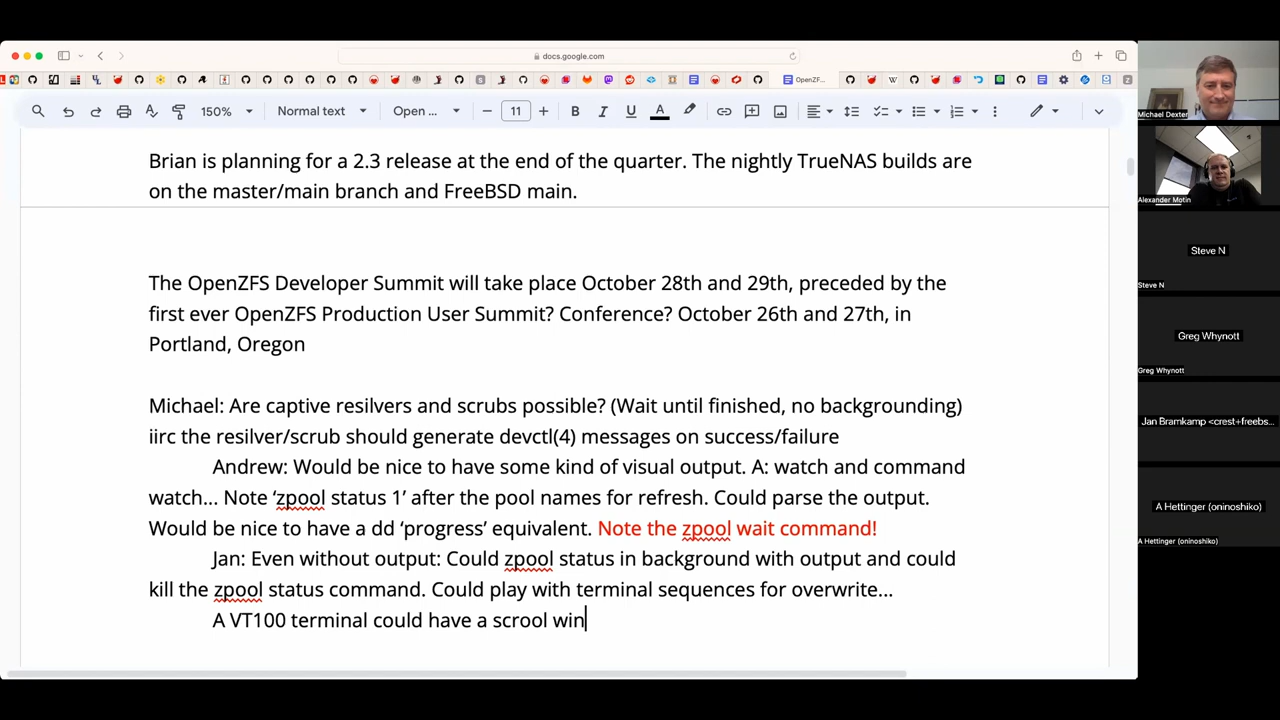 docs.google.com
OpenZF...
150%
Normal text
Open ...
11
Brian is planning for a 2.3 release at the end of the quarter. The nightly TrueNAS builds are
on the master/main branch and FreeBSD main.
The OpenZFS Developer Summit will take place October 28th and 29th, preceded by the
first ever OpenZFS Production User Summit? Conference? October 26th and 27th, in
Portland, Oregon
Michael: Are captive resilvers and scrubs possible? (Wait until finished, no backgrounding)
iirc the resilver/scrub should generate devctl(4) messages on success/failure
Andrew: Would be nice to have some kind of visual output. A: watch and command
watch... Note ‘zpool status 1’ after the pool names for refresh. Could parse the output.
Would be nice to have a dd ‘progress’ equivalent. Note the zpool wait command!
Jan: Even without output: Could zpool status in background with output and could
kill the zpool status command. Could play with terminal sequences for overwrite...
A VT100 terminal could have a scrool win
Michael Dexter
Alexander Motin
Steve N
Steve N
Greg Whynott
Greg Whynott
Jan Bramkamp <crest+freebs...
A Hettinger (oninoshiko)
A Hettinger (oninoshiko)